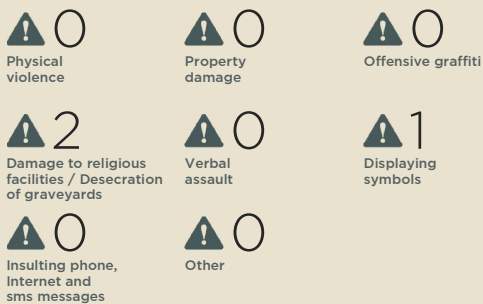 0
Physical
violence
0
Property
damage
0
Offensive graffiti
2
Damage to religious
facilities / Desecration
of graveyards
0
Verbal
assault
1
Displaying
symbols
0
Insulting phone,
Internet and
sms messages
0
Other